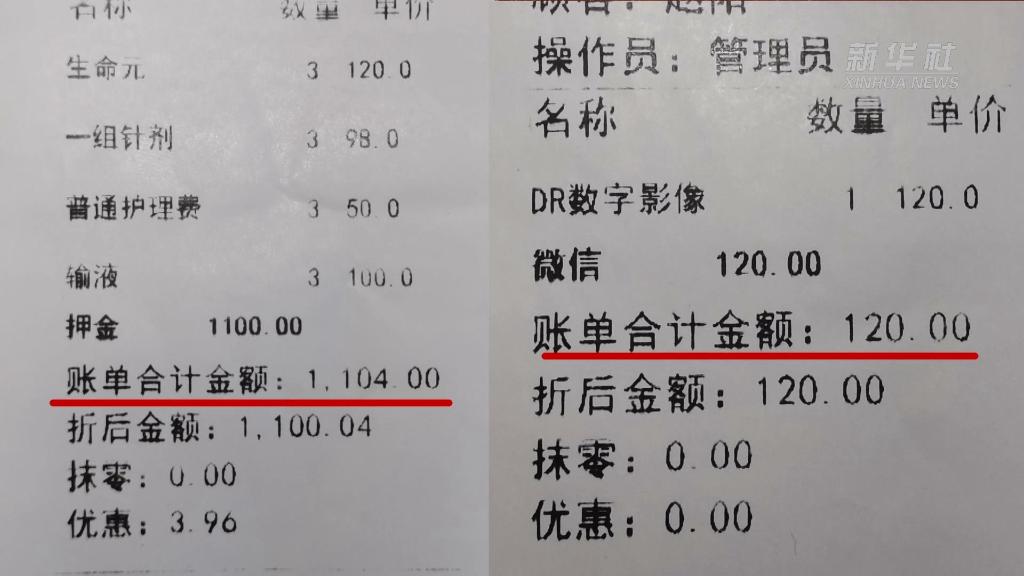 名称 数量 单价
生命元 3 120.0
一组针剂 3 98.0
普通护理费 3 50.0
输液 3 100.0
押金 1100.00
账单合计金额: 1,104.00
折后金额: 1,100.04
抹零: 0.00
优惠: 3.96
顾客:
操作员: 管理员
新华社
XINHUA NEWS
名称 数量 单价
DR数字影像 1 120.0
微信 120.00
账单合计金额: 120.00
折后金额: 120.00
抹零: 0.00
优惠: 0.00